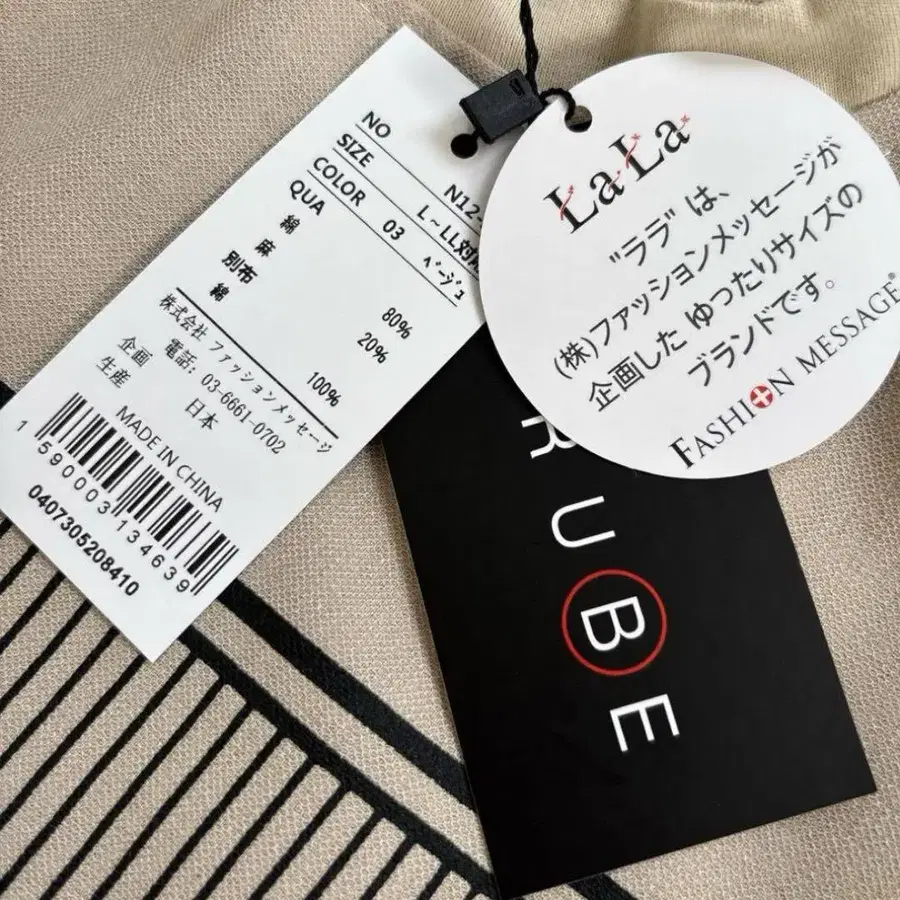 NO N12-
SIZE L～LL対
COLOR 03 ﾍﾞｰｼﾞｭ
QUA
綿 80%
麻 20%
別布
綿 100%
株式会社 ファッションメッセージ
電話: 03-6661-0702
企画 日本
生産
MADE IN CHINA
1 590003 134639
0407305208410
LaLa
"ララ" は、
(株)ファッションメッセージが
企画した ゆったりサイズの
ブランドです。
FASHION MESSAGE®
RUBE